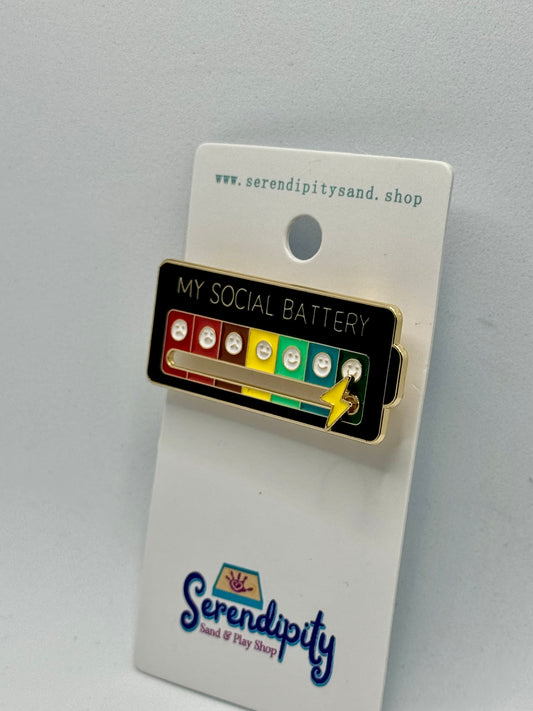 www.serendipitysand.shop
MY SOCIAL BATTERY
Serendipity
Sand & Play Shop